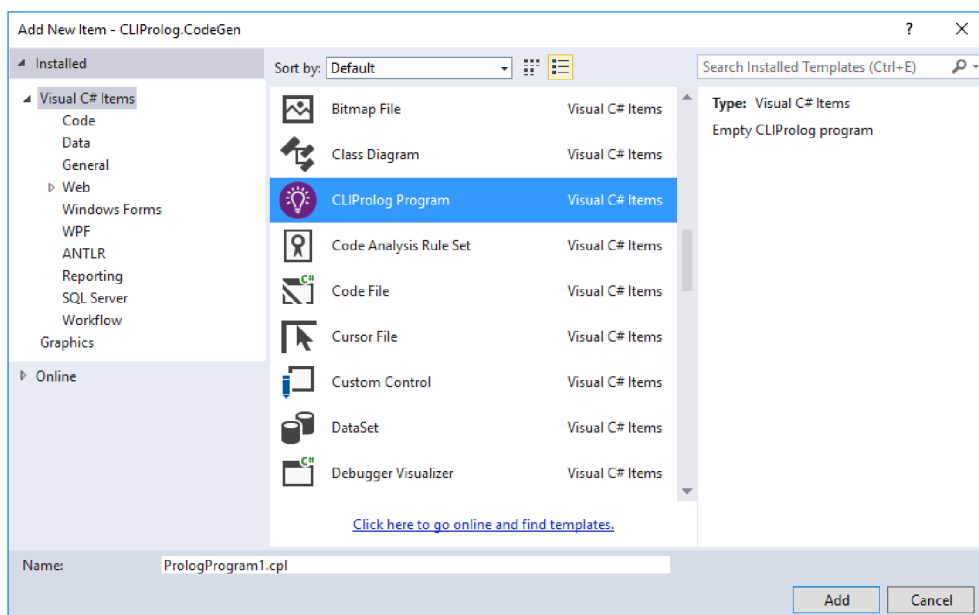 Add New Item - CLIProlog.CodeGen
?
Installed
Sort by: Default
Search Installed Templates (Ctrl+E)
Visual C# Items
Code
Data
General
Web
Windows Forms
WPF
ANTLR
Reporting
SQL Server
Workflow
Graphics
Online
Bitmap File Visual C# Items
Class Diagram Visual C# Items
CLIProlog Program Visual C# Items
Code Analysis Rule Set Visual C# Items
C# Code File Visual C# Items
Cursor File Visual C# Items
Custom Control Visual C# Items
DataSet Visual C# Items
C# Debugger Visualizer Visual C# Items
Click here to go online and find templates.
Type: Visual C# Items
Empty CLIProlog program
Name: PrologProgram1.cpl
Add Cancel